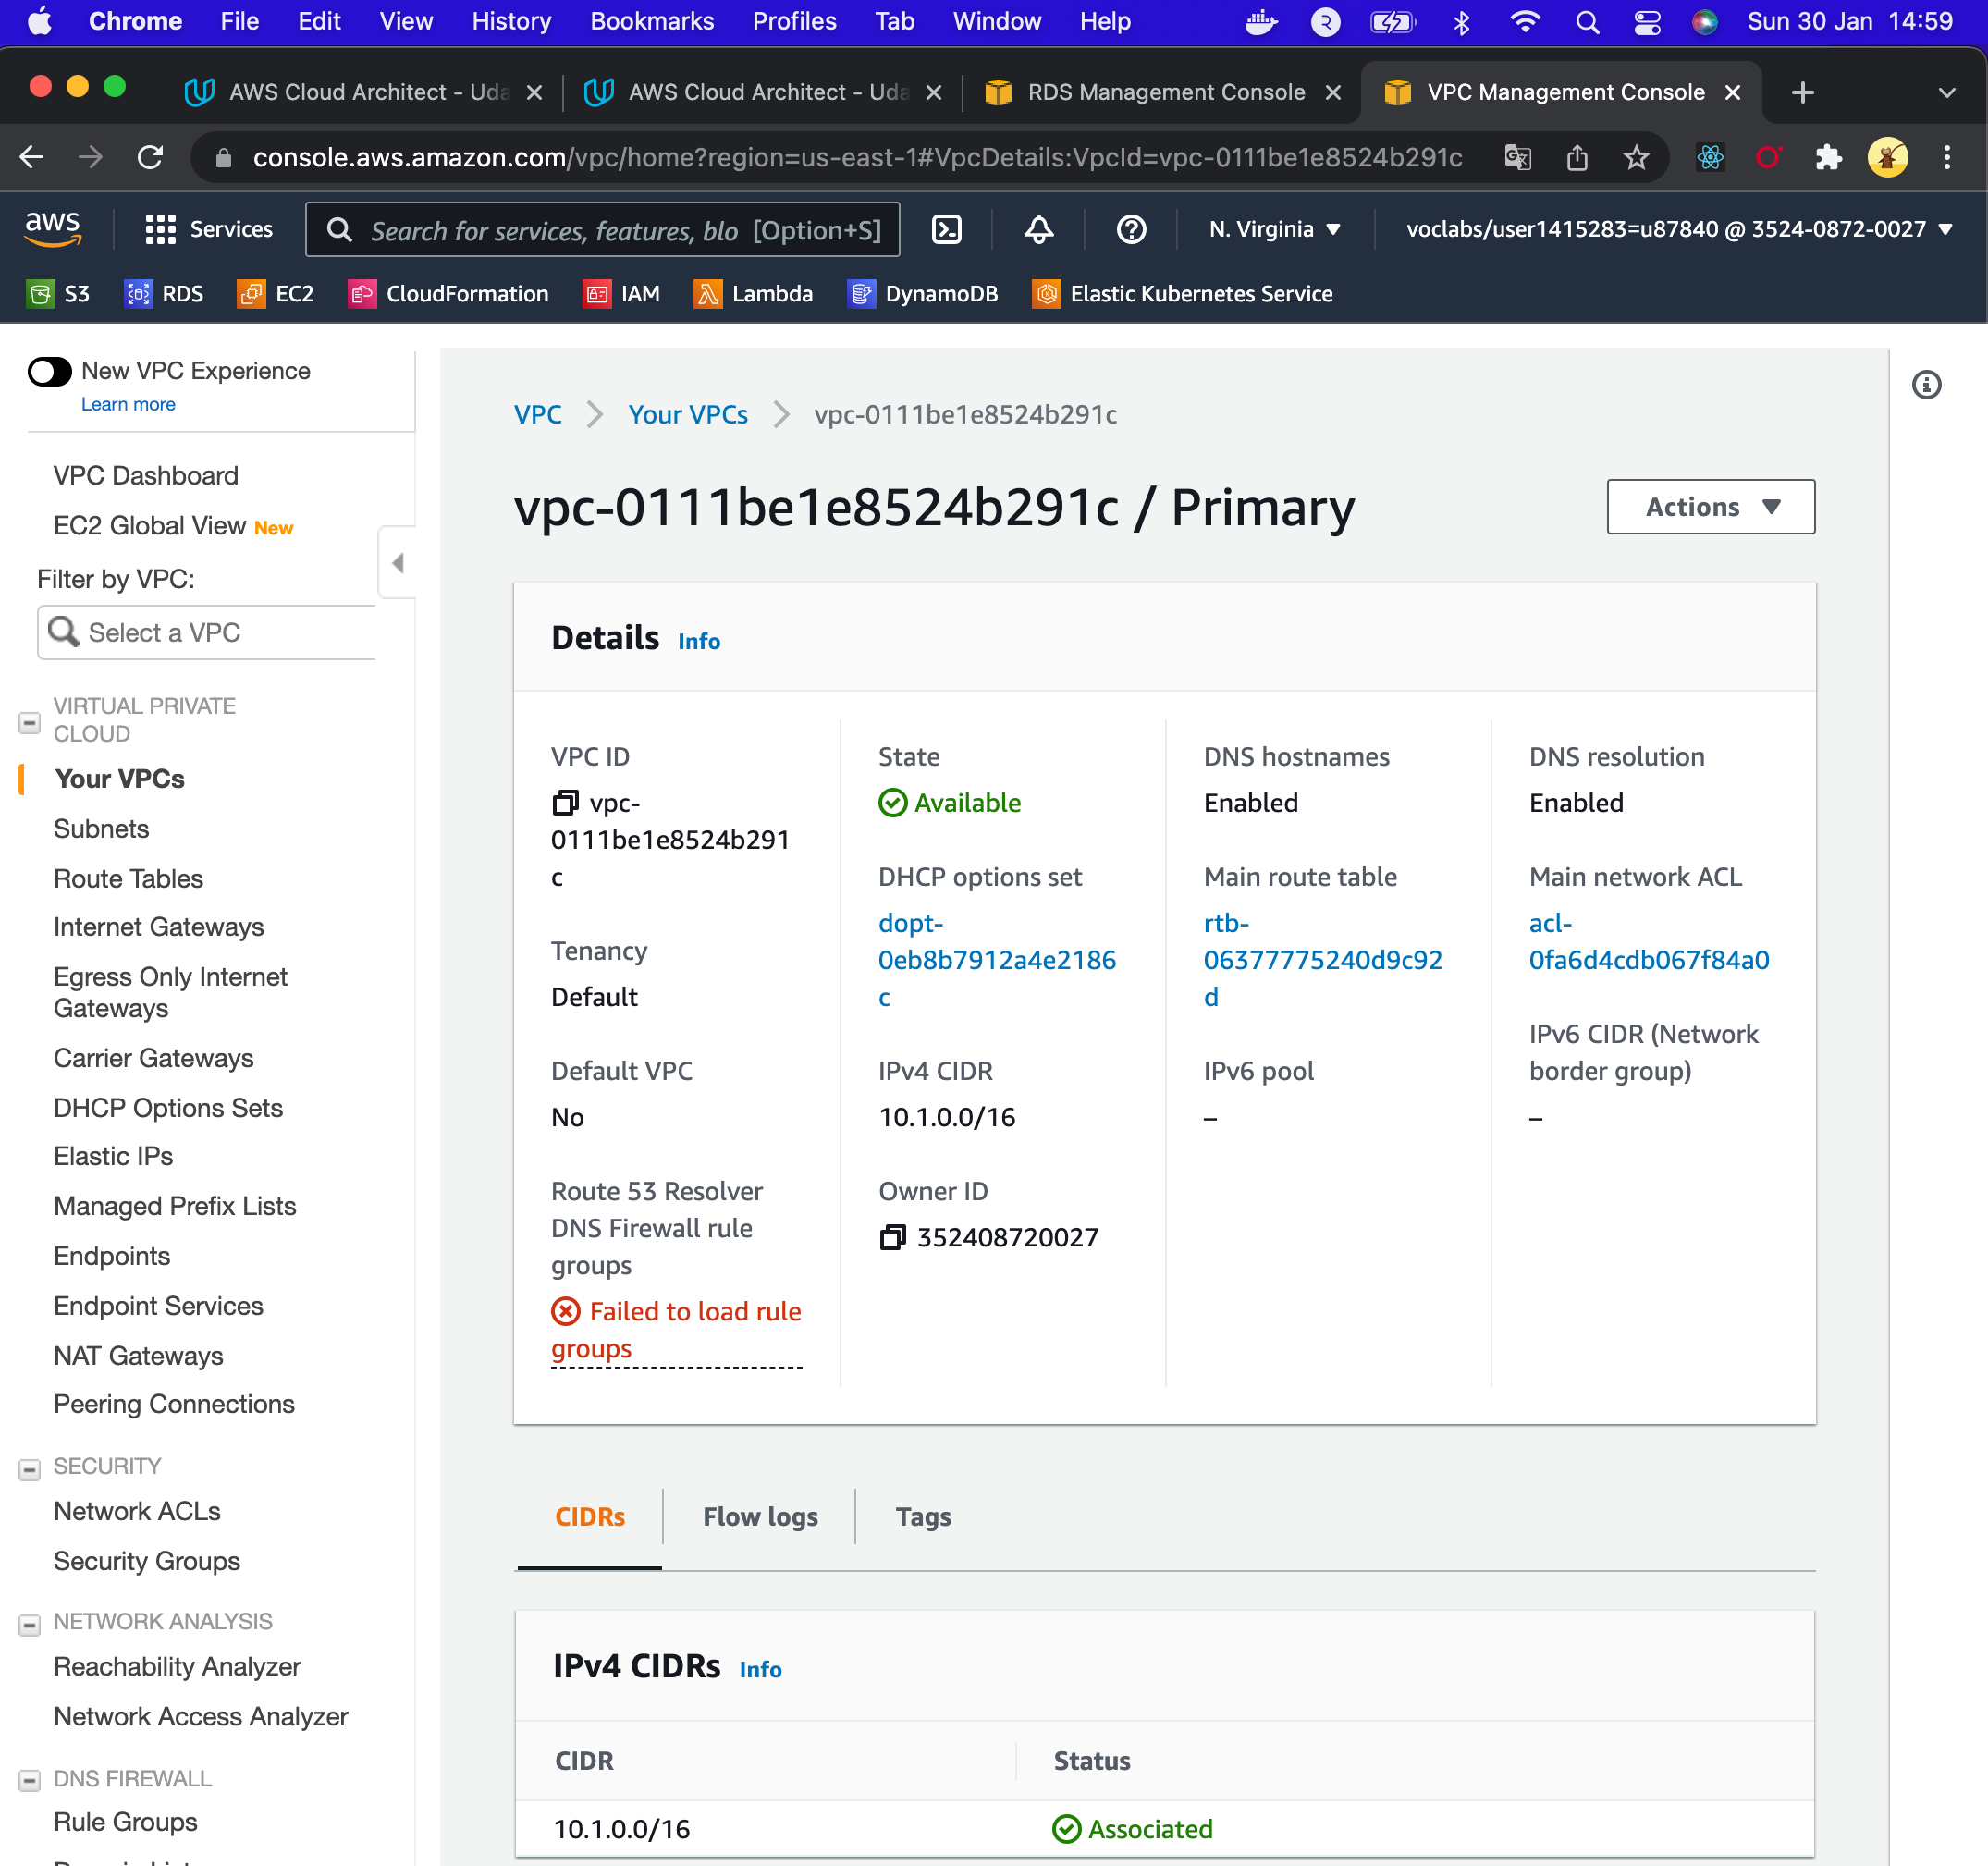 Chrome File Edit View History Bookmarks Profiles Tab Window Help Sun 30 Jan 14:59
AWS Cloud Architect - Uda AWS Cloud Architect - Uda RDS Management Console VPC Management Console
console.aws.amazon.com/vpc/home?region=us-east-1#VpcDetails:VpcId=vpc-0111be1e8524b291c
aws Services Search for services, features, blo [Option+S] N. Virginia voclabs/user1415283=u87840 @ 3524-0872-0027
S3 RDS EC2 CloudFormation IAM Lambda DynamoDB Elastic Kubernetes Service
New VPC Experience
Learn more
VPC Dashboard
EC2 Global View New
Filter by VPC:
Select a VPC
VIRTUAL PRIVATE
CLOUD
Your VPCs
Subnets
Route Tables
Internet Gateways
Egress Only Internet
Gateways
Carrier Gateways
DHCP Options Sets
Elastic IPs
Managed Prefix Lists
Endpoints
Endpoint Services
NAT Gateways
Peering Connections
SECURITY
Network ACLs
Security Groups
NETWORK ANALYSIS
Reachability Analyzer
Network Access Analyzer
DNS FIREWALL
Rule Groups
VPC Your VPCs vpc-0111be1e8524b291c
vpc-0111be1e8524b291c / Primary
Actions
Details Info
VPC ID
vpc-
0111be1e8524b291
c
Tenancy
Default
Default VPC
No
Route 53 Resolver
DNS Firewall rule
groups
Failed to load rule
groups
State
Available
DHCP options set
dopt-
0eb8b7912a4e2186
c
IPv4 CIDR
10.1.0.0/16
Owner ID
352408720027
DNS hostnames
Enabled
Main route table
rtb-
06377775240d9c92
d
IPv6 pool
–
DNS resolution
Enabled
Main network ACL
acl-
0fa6d4cdb067f84a0
IPv6 CIDR (Network
border group)
–
CIDRs Flow logs Tags
IPv4 CIDRs Info
CIDR Status
10.1.0.0/16 Associated